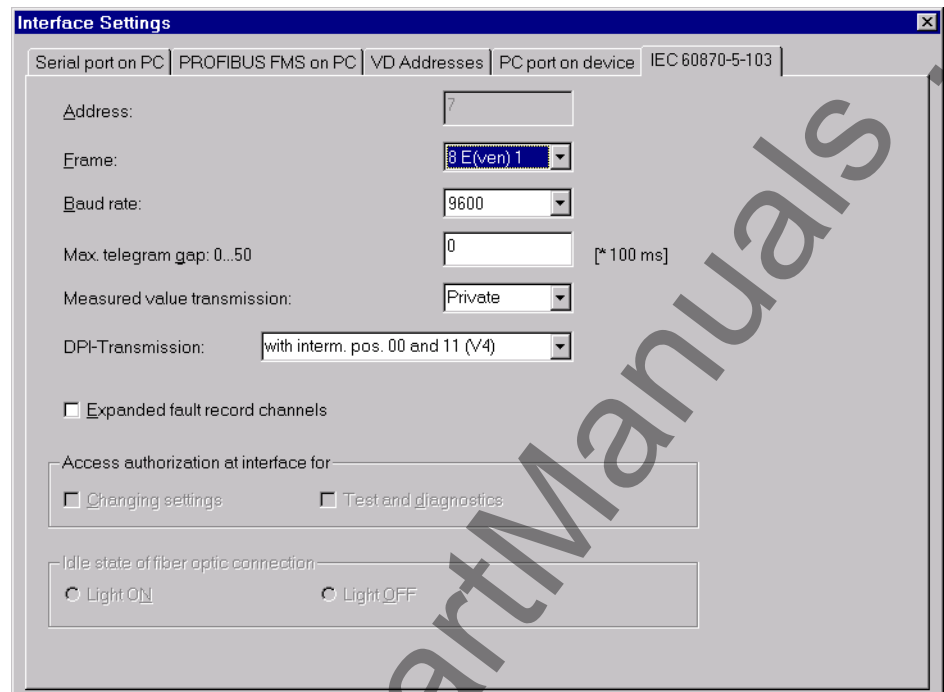 Interface Settings
Serial port on PC PROFIBUS FMS on PC VD Addresses PC port on device IEC 60870-5-103
Address: 7
Frame: 8 E(ven) 1
Baud rate: 9600
Max. telegram gap: 0...50 0 [* 100 ms]
Measured value transmission: Private
DPI-Transmission: with interm. pos. 00 and 11 (V4)
Expanded fault record channels
Access authorization at interface for
Changing settings Test and diagnostics
Idle state of fiber optic connection
Light ON Light OFF
artManuals .